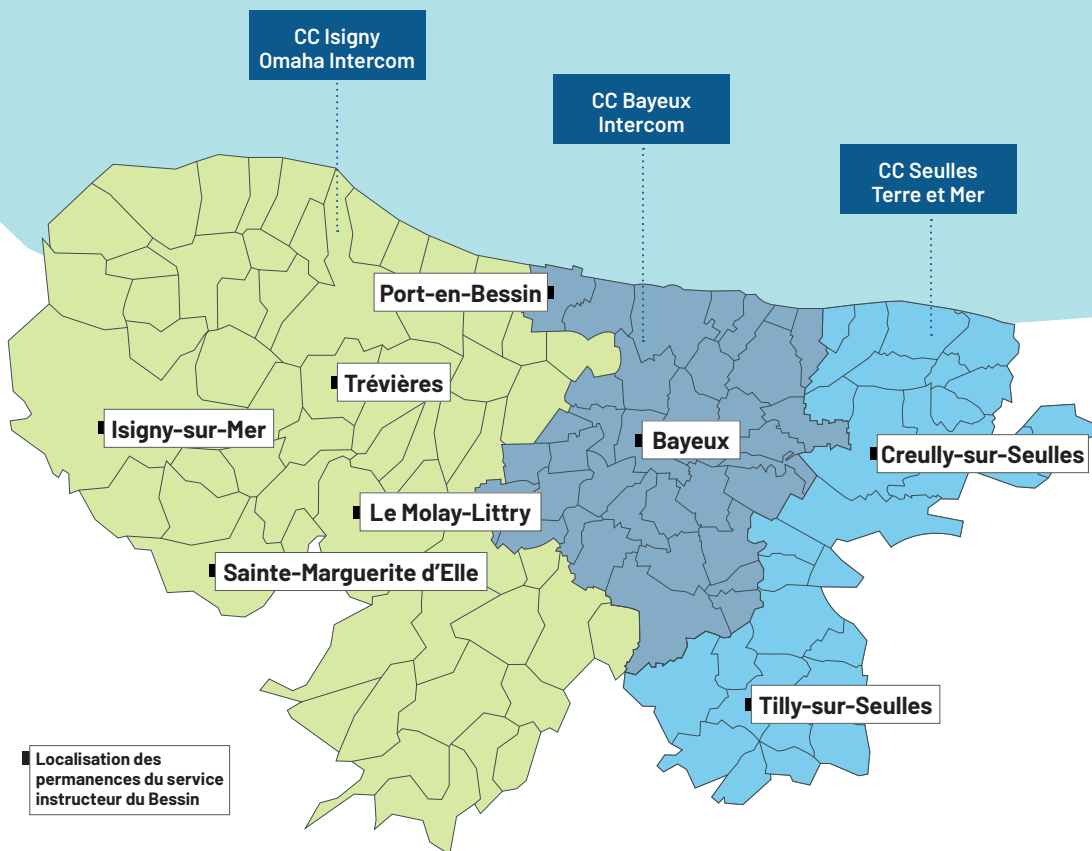 CC Isigny
Omaha Intercom
CC Bayeux
Intercom
CC Seulles
Terre et Mer
Port-en-Bessin
Trévières
Isigny-sur-Mer
Bayeux
Creully-sur-Seulles
Le Molay-Littry
Sainte-Marguerite d’Elle
Tilly-sur-Seulles
Localisation des
permanences du service
instructeur du Bessin